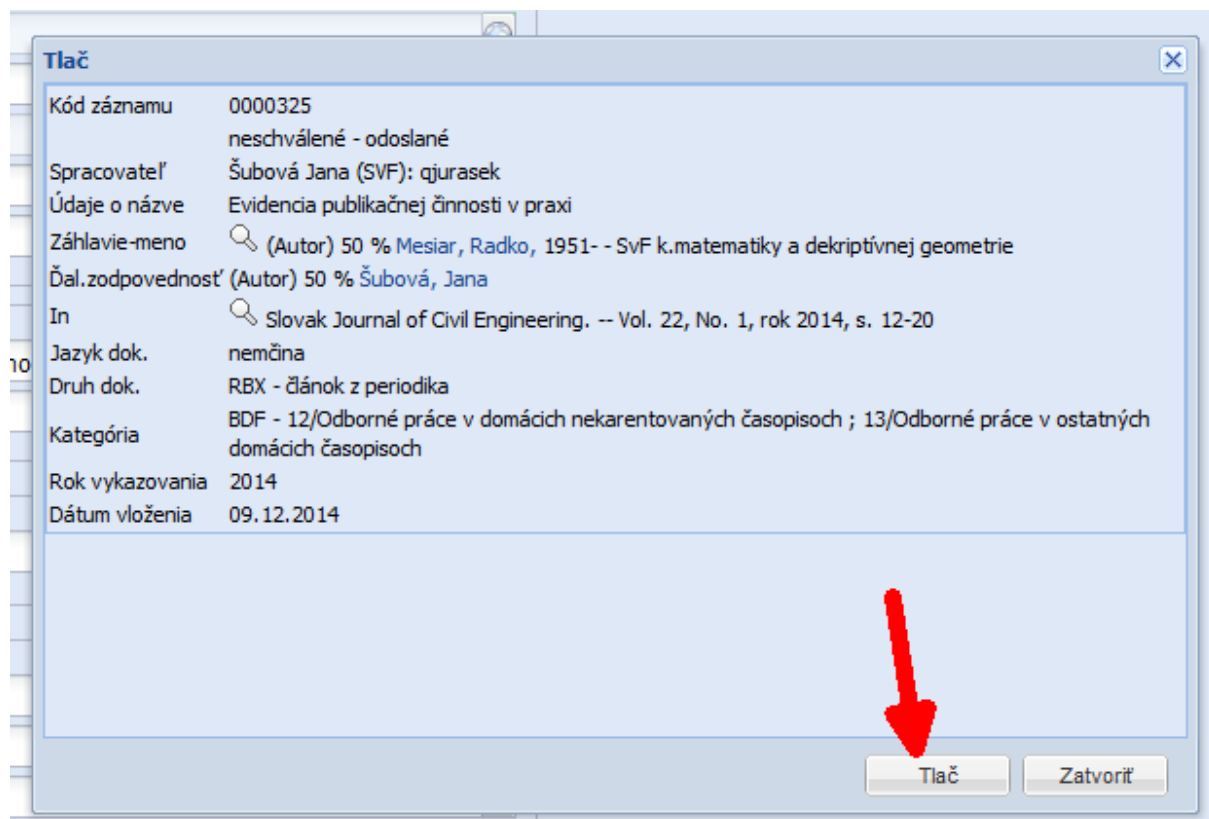 Tlač
Kód záznamu 0000325
neschválené - odoslané
Spracovateľ Šubová Jana (SVF): qjurasek
Údaje o názve Evidencia publikačnej činnosti v praxi
Záhlavie-meno (Autor) 50 % Mesiar, Radko, 1951- - SvF k.matematiky a dekriptívnej geometrie
Ďal.zodpovednosť (Autor) 50 % Šubová, Jana
In Slovak Journal of Civil Engineering. -- Vol. 22, No. 1, rok 2014, s. 12-20
Jazyk dok. nemčina
no
Druh dok. RBX - článok z periodika
Kategória BDF - 12/Odborné práce v domácich nekarentovaných časopisoch ; 13/Odborné práce v ostatných
domácich časopisoch
Rok vykazovania 2014
Dátum vloženia 09.12.2014
Tlač Zatvoriť